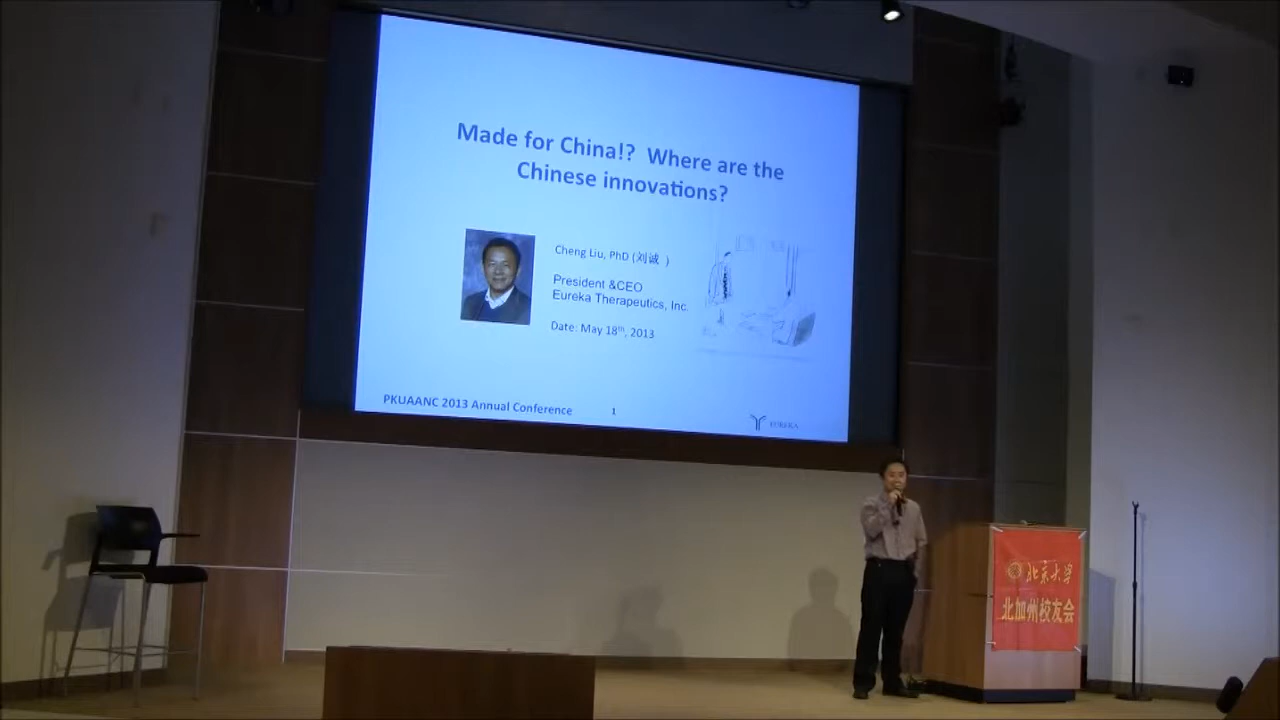 Made for China!? Where are the
Chinese innovations?
Cheng Liu, PhD (刘诚 )
President &CEO
Eureka Therapeutics, Inc.
Date: May 18th, 2013
PKUAANC 2013 Annual Conference
1
EUREKA
北京大学
北加州校友会